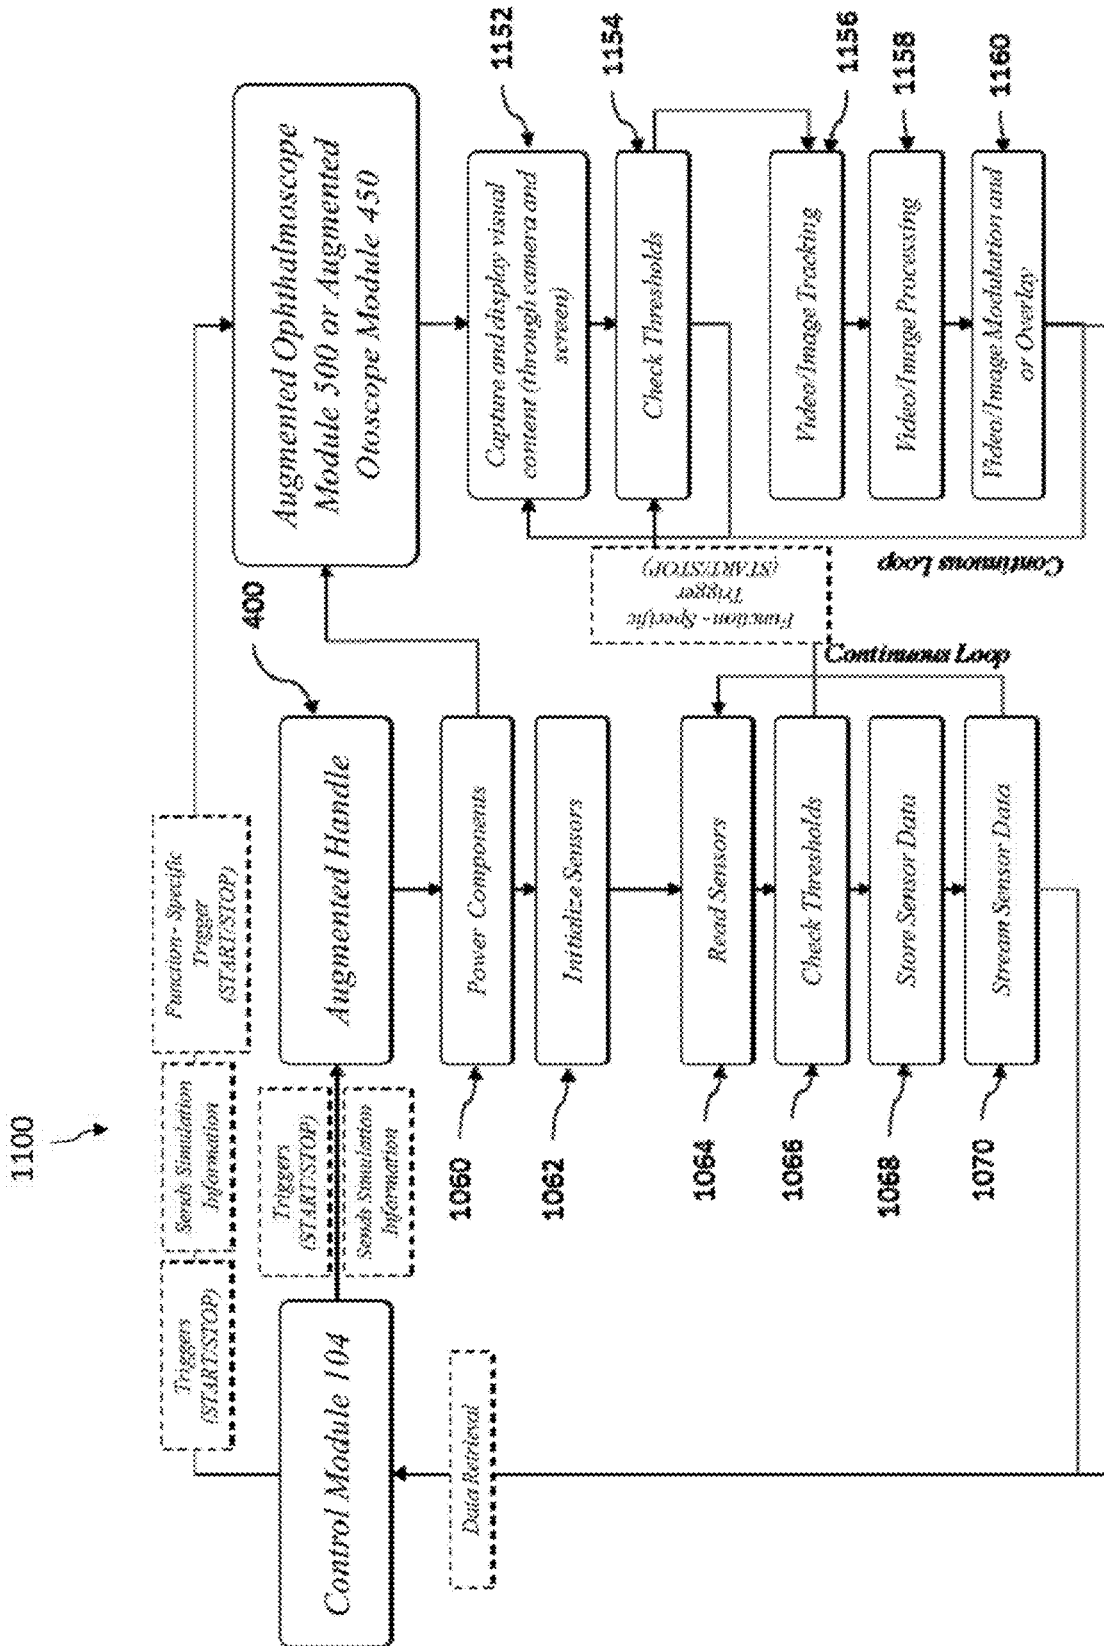 1100
Triggers
(START/STOP)
Sends Simulation
Information
Function-Specific
Trigger
(START/STOP)
Control Module 104
Triggers
(START/STOP)
Sends Simulation
Information
Augmented Handle
400
Augmented Ophthalmoscope
Module 500 or Augmented
Otoscope Module 450
Data Retrieval
1060
Power Components
1062
Initialize Sensors
1064
Read Sensors
1066
Check Thresholds
1068
Store Sensor Data
1070
Stream Sensor Data
Continuous Loop
Function-Specific
Trigger
(START/STOP)
Capture and display visual
content (through camera and
screen)
1152
Check Thresholds
1154
Video/Image Tracking
1156
Video/Image Processing
1158
Video/Image Modulation and
or Overlay
1160
Continuous Loop